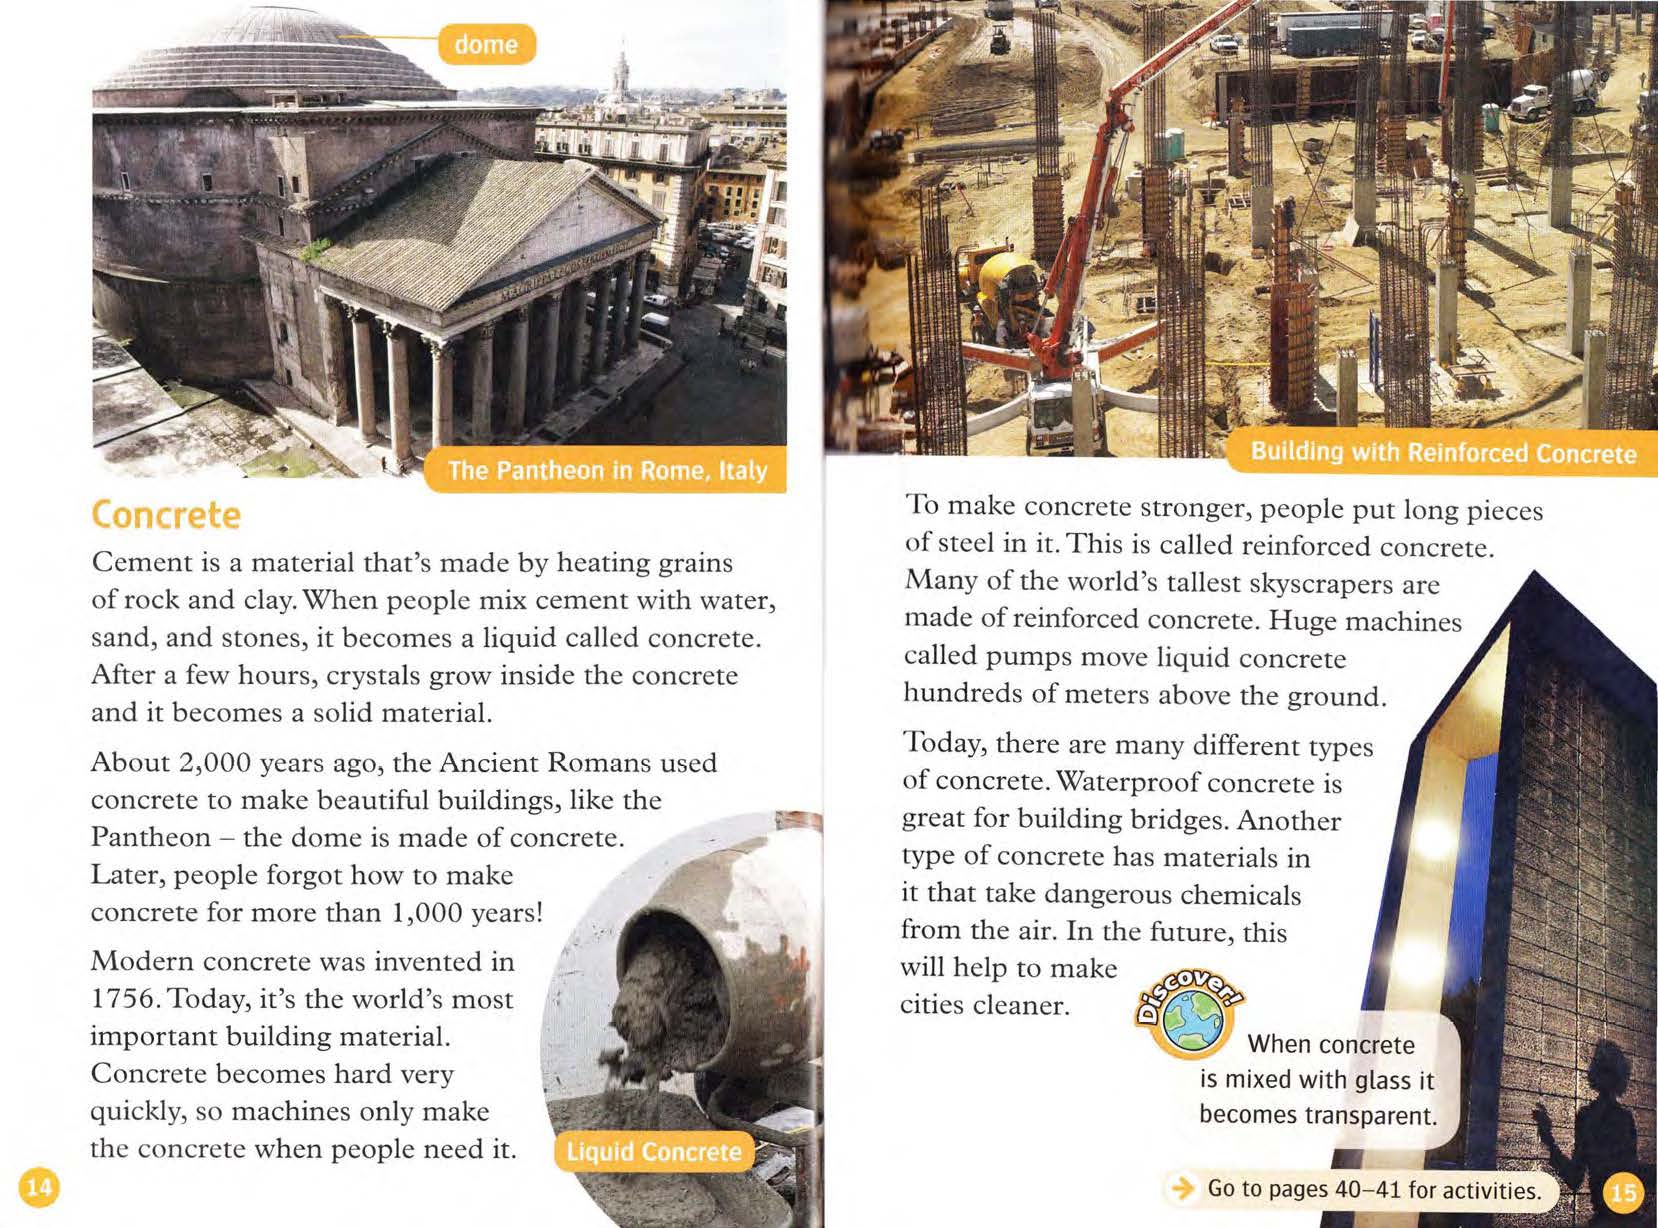 dome
The Pantheon in Rome, Italy
Concrete
Cement is a material that's made by heating grains
of rock and clay. When people mix cement with water,
sand, and stones, it becomes a liquid called concrete.
After a few hours, crystals grow inside the concrete
and it becomes a solid material.
About 2,000 years ago, the Ancient Romans used
concrete to make beautiful buildings, like the
Pantheon – the dome is made of concrete.
Later, people forgot how to make
concrete for more than 1,000 years!
Modern concrete was invented in
1756. Today, it's the world's most
important building material.
Concrete becomes hard very
quickly, so machines only make
the concrete when people need it.
Liquid Concrete
14
Building with Reinforced Concrete
To make concrete stronger, people put long pieces
of steel in it. This is called reinforced concrete.
Many of the world's tallest skyscrapers are
made of reinforced concrete. Huge machines
called pumps move liquid concrete
hundreds of meters above the ground.
Today, there are many different types
of concrete. Waterproof concrete is
great for building bridges. Another
type of concrete has materials in
it that take dangerous chemicals
from the air. In the future, this
will help to make
cities cleaner.
Discover!
When concrete
is mixed with glass it
becomes transparent.
Go to pages 40–41 for activities.
15